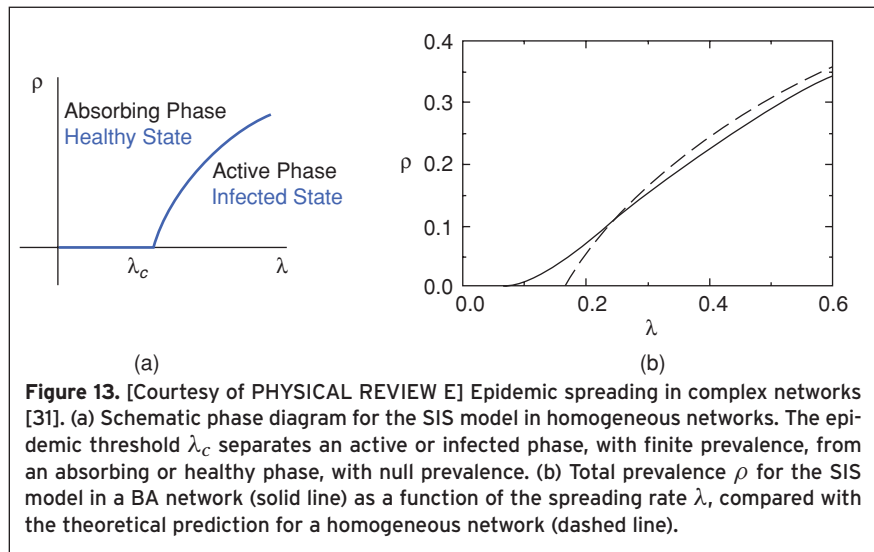 ρ
Absorbing Phase
Healthy State
Active Phase
Infected State
λc
λ
(a)
0.4
0.3
ρ
0.2
0.1
0.0
0.0
0.2
0.4
0.6
λ
(b)
Figure 13. [Courtesy of PHYSICAL REVIEW E] Epidemic spreading in complex networks
[31]. (a) Schematic phase diagram for the SIS model in homogeneous networks. The epi-
demic threshold λc separates an active or infected phase, with finite prevalence, from
an absorbing or healthy phase, with null prevalence. (b) Total prevalence ρ for the SIS
model in a BA network (solid line) as a function of the spreading rate λ, compared with
the theoretical prediction for a homogeneous network (dashed line).